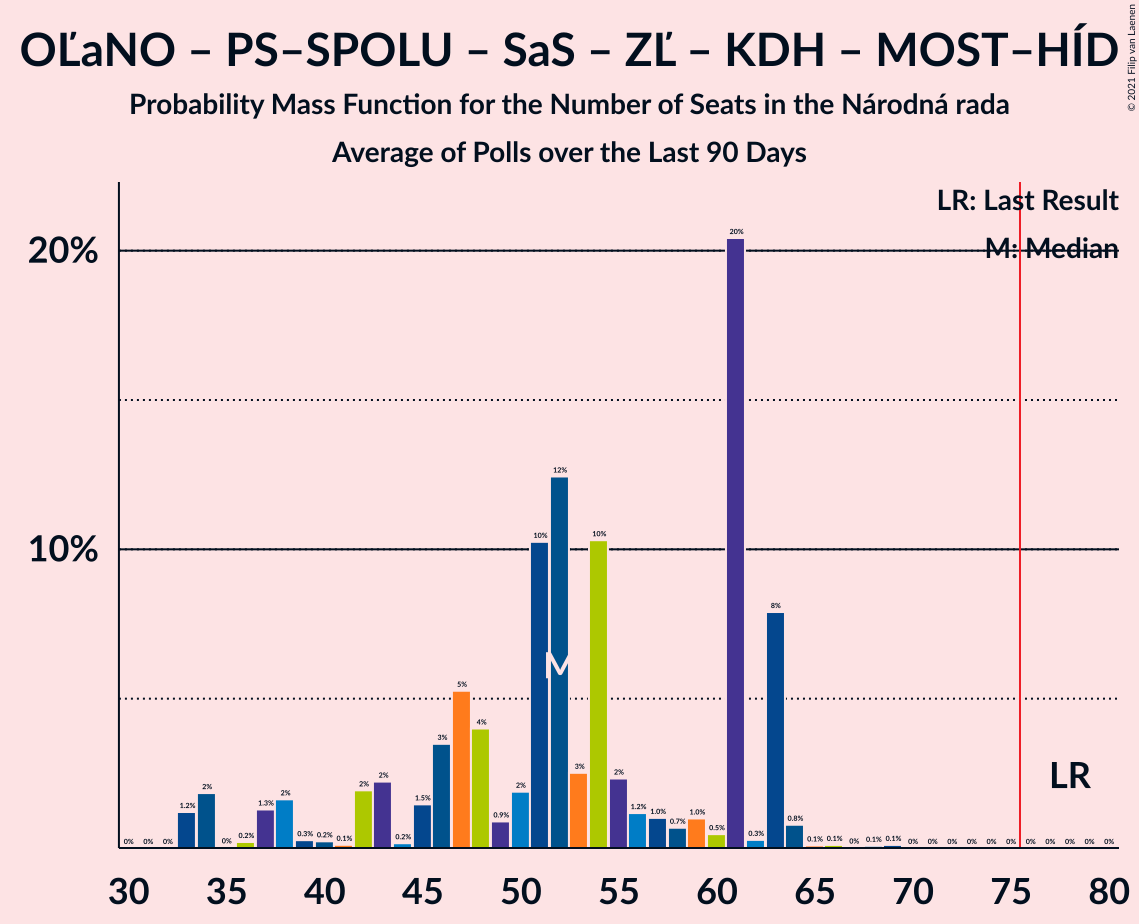 OĽaNO – PS–SPOLU – SaS – ZĽ – KDH – MOST–HÍD
Probability Mass Function for the Number of Seats in the Národná rada
Average of Polls over the Last 90 Days
© 2021 Filip van Laenen
LR: Last Result
M: Median
20%
10%
0% 0% 0% 1.2% 2% 0% 0.2% 1.3% 2% 0.3% 0.2% 0.1% 2% 2% 0.2% 1.5% 3% 5% 4% 0.9% 2% 10% 12% 3% 10% 2% 1.2% 1.0% 0.7% 1.0% 0.5% 20% 0.3% 8% 0.8% 0.1% 0.1% 0% 0.1% 0.1% 0% 0% 0% 0% 0% 0% 0% 0% 0% 0% 0%
M
LR
30 35 40 45 50 55 60 65 70 75 80